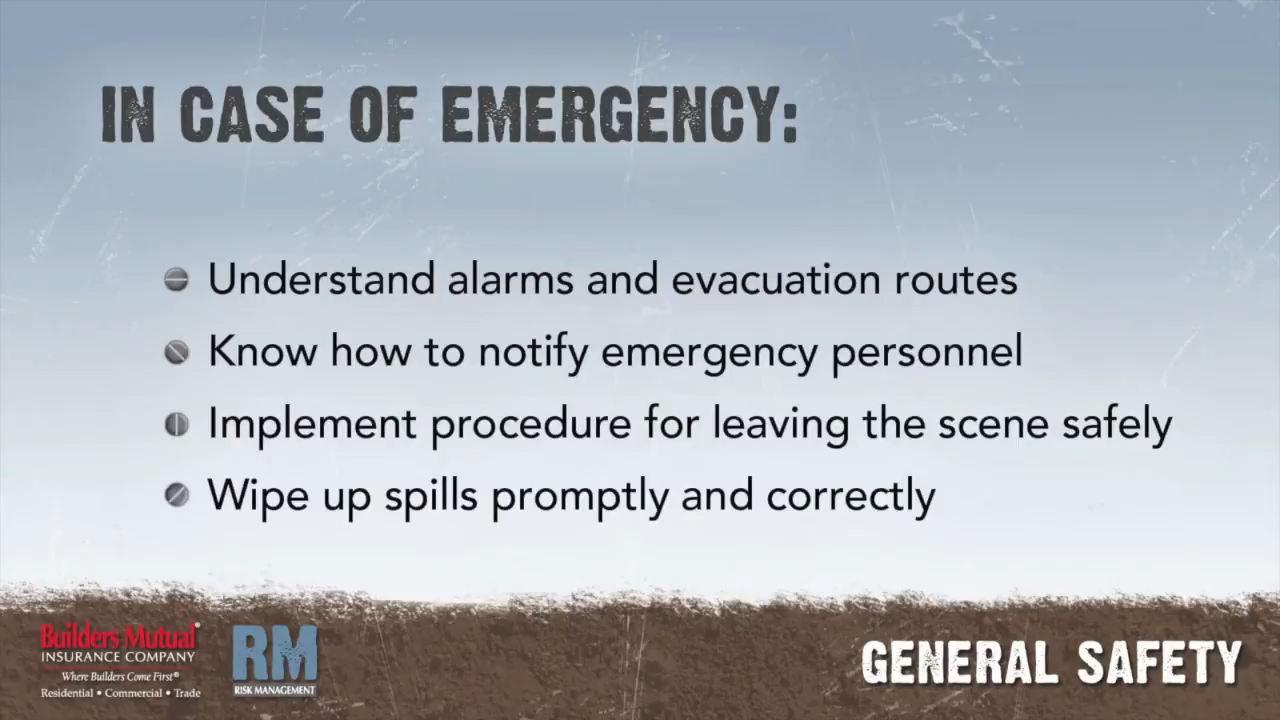 IN CASE OF EMERGENCY:
Understand alarms and evacuation routes
Know how to notify emergency personnel
Implement procedure for leaving the scene safely
Wipe up spills promptly and correctly
Builders Mutual®
INSURANCE COMPANY
Where Builders Come First®
Residential • Commercial • Trade
RM
RISK MANAGEMENT
GENERAL SAFETY